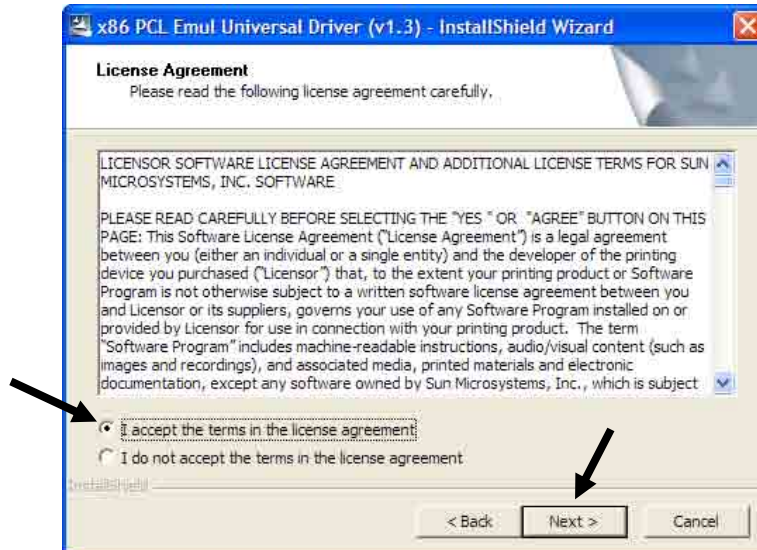 x86 PCL Emul Universal Driver (v1.3) - InstallShield Wizard
License Agreement
Please read the following license agreement carefully.
LICENSOR SOFTWARE LICENSE AGREEMENT AND ADDITIONAL LICENSE TERMS FOR SUN
MICROSYSTEMS, INC. SOFTWARE
PLEASE READ CAREFULLY BEFORE SELECTING THE "YES " OR  "AGREE" BUTTON ON THIS
PAGE: This Software License Agreement ("License Agreement") is a legal agreement
between you (either an individual or a single entity) and the developer of the printing
device you purchased ("Licensor") that, to the extent your printing product or Software
Program is not otherwise subject to a written software license agreement between you
and Licensor or its suppliers, governs your use of any Software Program installed on or
provided by Licensor for use in connection with your printing product.  The term
"Software Program" includes machine-readable instructions, audio/visual content (such as
images and recordings), and associated media, printed materials and electronic
documentation, except any software owned by Sun Microsystems, Inc., which is subject
I accept the terms in the license agreement
I do not accept the terms in the license agreement
InstallShield
< Back
Next >
Cancel